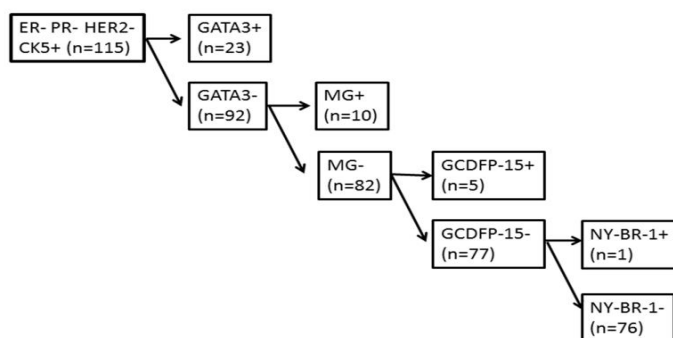 ER- PR- HER2-
CK5+ (n=115)
GATA3+
(n=23)
GATA3-
(n=92)
MG+
(n=10)
MG-
(n=82)
GCDFP-15+
(n=5)
GCDFP-15-
(n=77)
NY-BR-1+
(n=1)
NY-BR-1-
(n=76)